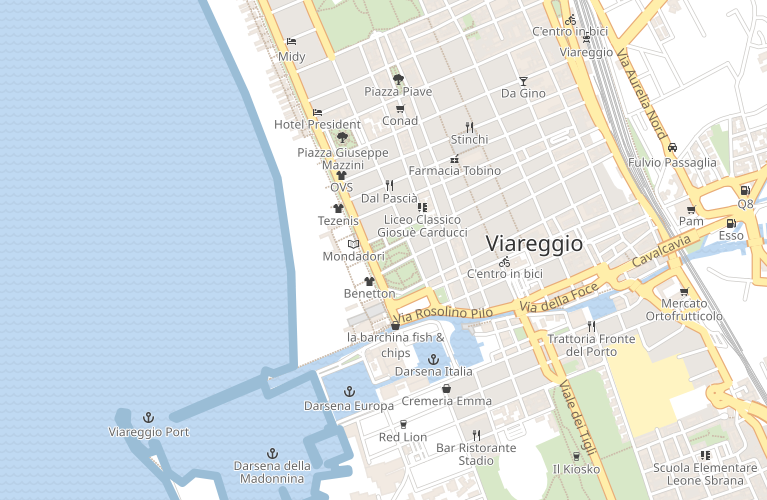 C'entro in bici
Viareggio
Midy
Via Aurelia Nord
Piazza Piave
Da Gino
Conad
Hotel President
Stinchi
Piazza Giuseppe
Mazzini
Fulvio Passaglia
Farmacia Tobino
OVS
Dal Pascià
Q8
Tezenis
Liceo Classico
Giosuè Carducci
Pam
Esso
Viareggio
Cavalcavia
Mondadori
C'entro in bici
Benetton
Via della Foce
Mercato
Ortofrutticolo
Via Rosolino Pilo
la barchina fish &
chips
Trattoria Fronte
del Porto
Darsena Italia
Darsena Europa
Cremeria Emma
Viale dei Tigli
Viareggio Port
Red Lion
Bar Ristorante
Stadio
Darsena della
Madonnina
Il Kiosko
Scuola Elementare
Leone Sbrana